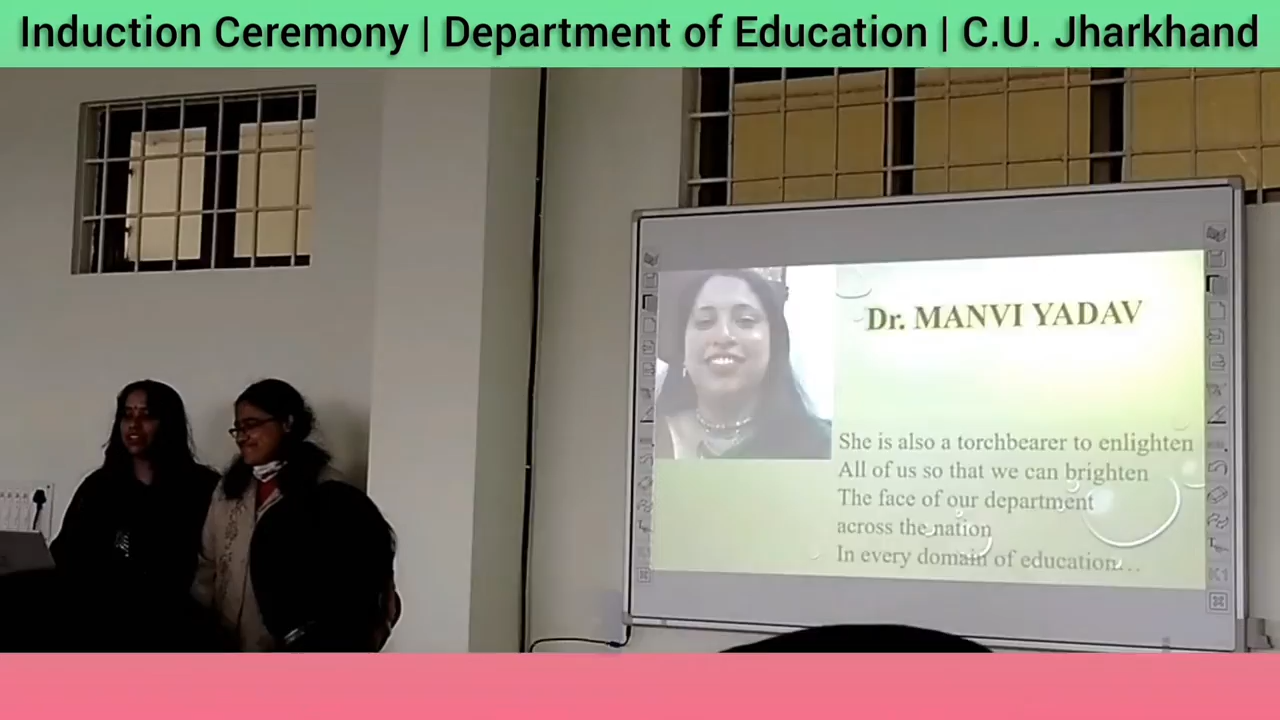 Induction Ceremony | Department of Education | C.U. Jharkhand
Dr. MANVI YADAV
She is also a torchbearer to enlighten
All of us so that we can brighten
The face of our department
across the nation
In every domain of education…
K1